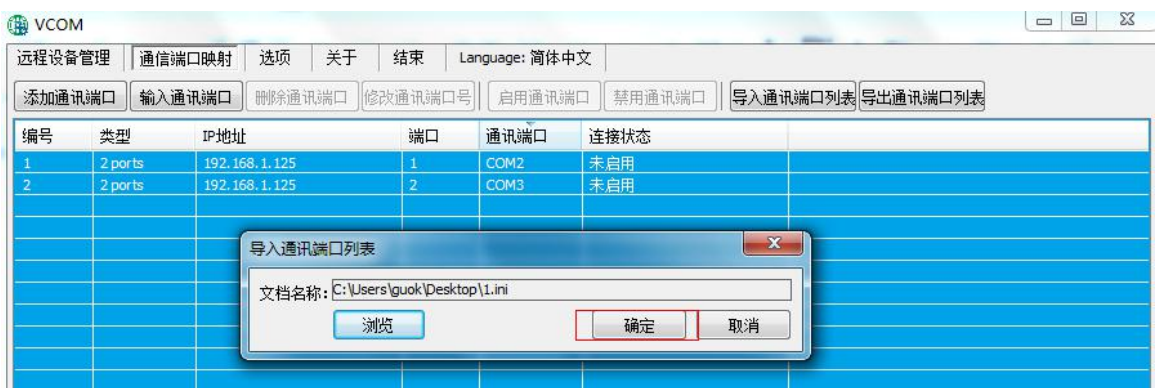 VCOM
远程设备管理 通信端口映射 选项 关于 结束 Language: 简体中文
添加通讯端口 输入通讯端口 删除通讯端口 修改通讯端口号 启用通讯端口 禁用通讯端口 导入通讯端口列表 导出通讯端口列表
编号 类型 IP地址 端口 通讯端口 连接状态
1 2 ports 192.168.1.125 1 COM2 未启用
2 2 ports 192.168.1.125 2 COM3 未启用
导入通讯端口列表
文档名称: C:\Users\guok\Desktop\1.ini
浏览 确定 取消